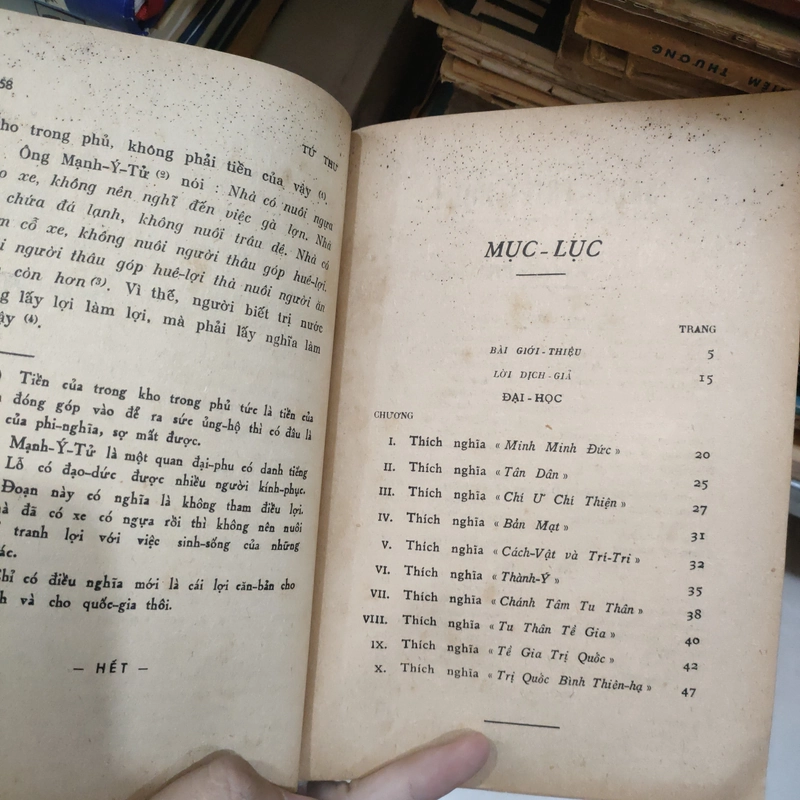 58
TỨ THƯ
ho trong phủ, không phải tiền của vậy (1).
Ông Mạnh-Ý-Tử (2) nói : Nhà có nuôi ngựa
o xe, không nên nghĩ đến việc gà lợn. Nhà
chứa đá lạnh, không nuôi trâu dê. Nhà có
m cỗ xe, không nuôi người thâu góp huê-lợi.
i người thâu góp huê-lợi thà nuôi người ăn
còn hơn (3). Vì thế, người biết trị nước
g lấy lợi làm lợi, mà phải lấy nghĩa làm
ậy (4).
) Tiền của trong kho trong phủ tức là tiền của
đóng góp vào để ra sức ủng-hộ thì có đâu là
của phi-nghĩa, sợ mất được.
Mạnh-Ý-Tử là một quan đại-phu có danh tiếng
Lỗ có đạo-đức được nhiều người kính-phục.
Đoạn này có nghĩa là không tham điều lợi.
à đã có xe có ngựa rồi thì không nên nuôi
tranh lợi với việc sinh-sống của những
ác.
hỉ có điều nghĩa mới là cái lợi căn-bản cho
h và cho quốc-gia thôi.
— HẾT —
MỤC-LỤC
TRANG
BÀI GIỚI-THIỆU 5
LỜI DỊCH-GIẢ 15
ĐẠI-HỌC
CHƯƠNG
I. Thích nghĩa « Minh Minh Đức » 20
II. Thích nghĩa « Tân Dân » 25
III. Thích nghĩa « Chí Ư Chí Thiện » 27
IV. Thích nghĩa « Bản Mạt » 31
V. Thích nghĩa « Cách-Vật và Trí-Tri » 32
VI. Thích nghĩa « Thành-Ý » 35
VII. Thích nghĩa « Chánh Tâm Tu Thân » 38
VIII. Thích nghĩa « Tu Thân Tề Gia » 40
IX. Thích nghĩa « Tề Gia Trị Quốc » 42
X. Thích nghĩa « Trị Quốc Bình Thiên-hạ » 47